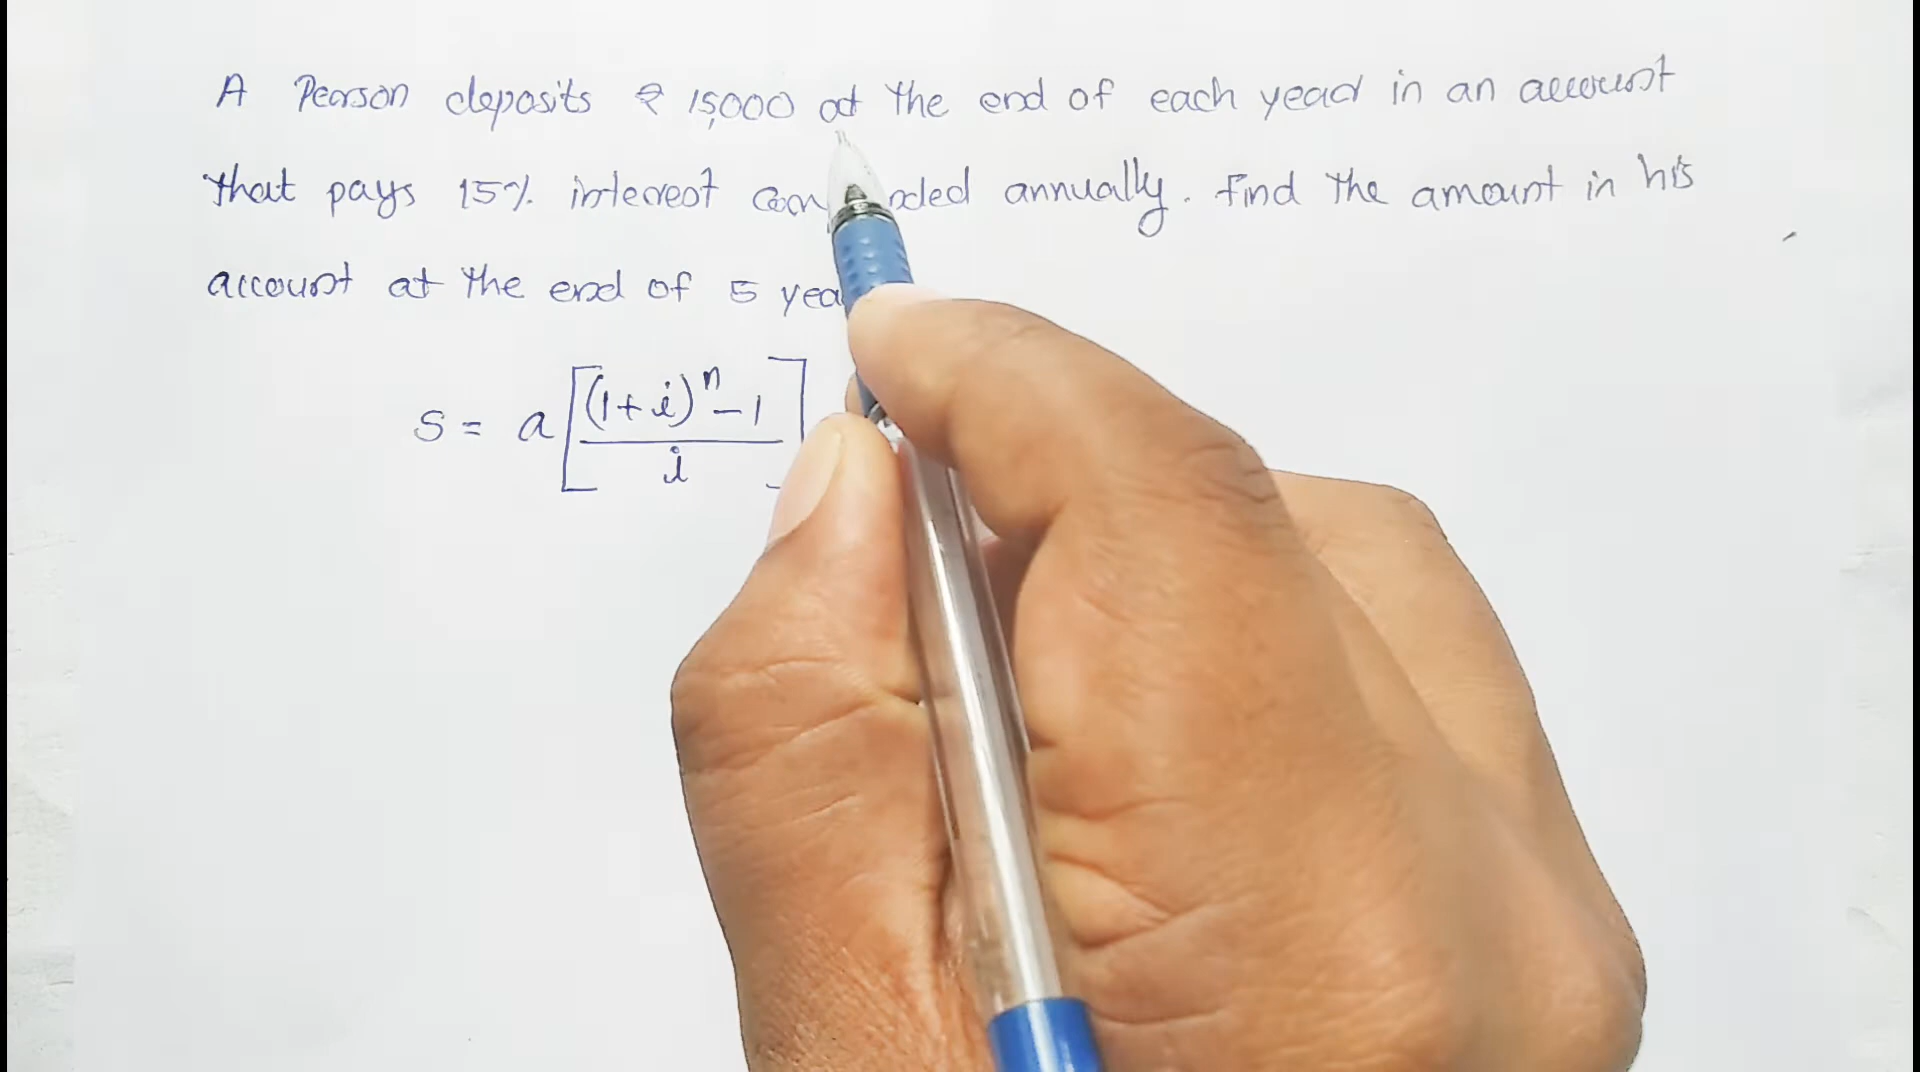 A Person deposits ₹ 15,000 at the end of each year in an account
that pays 15% interest annually. Find the amount in his
account at the end of 5
S = a[((1+i)^n - 1)/i]